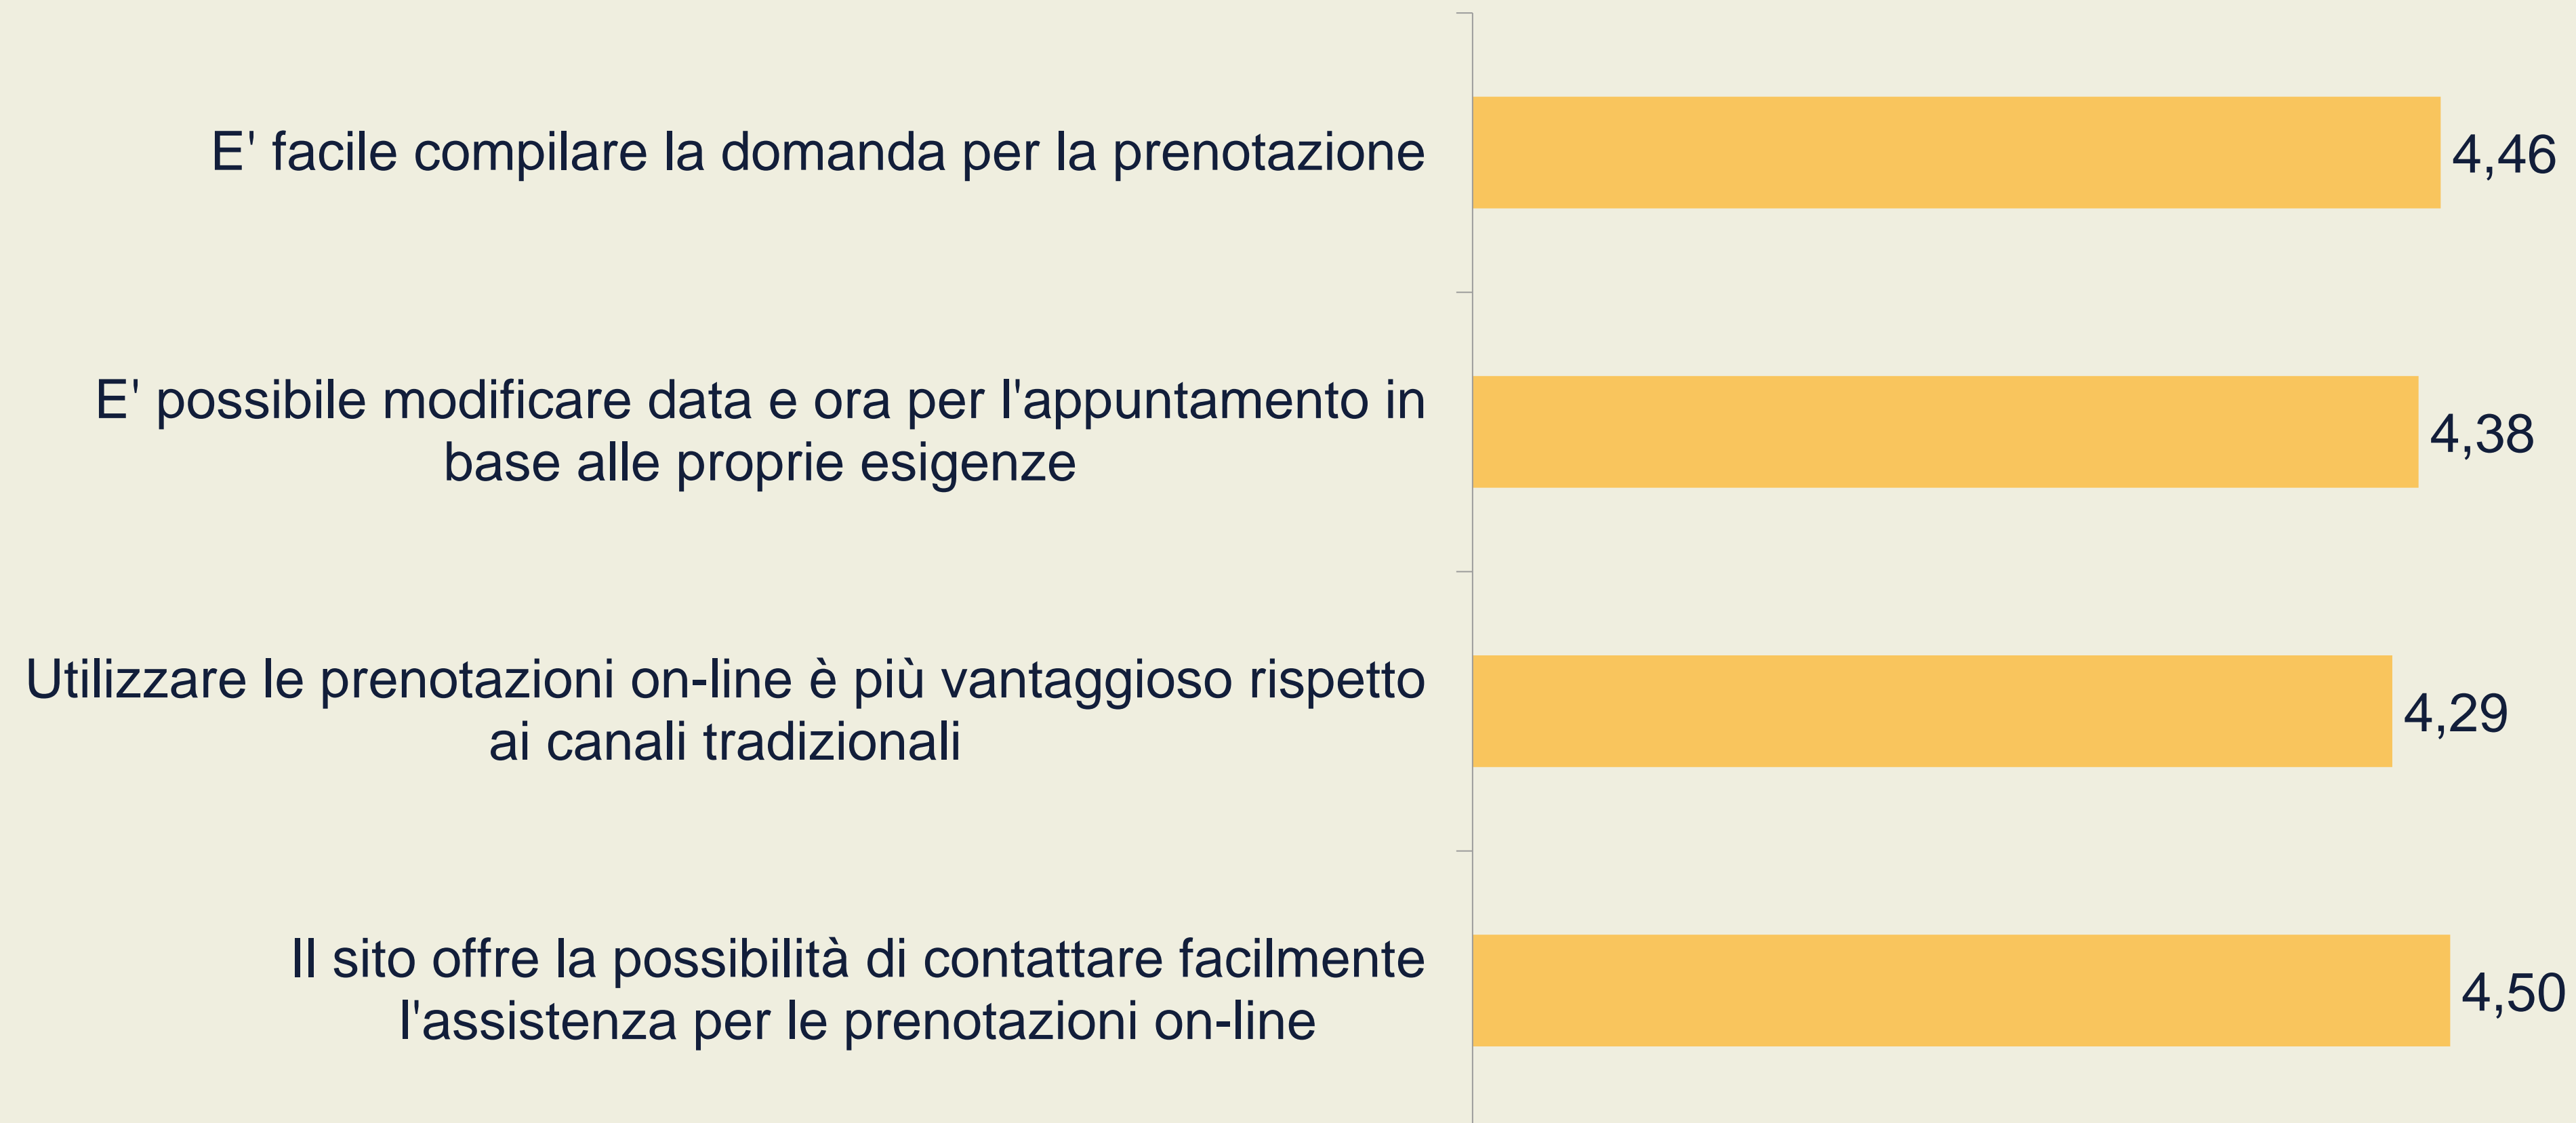 E' facile compilare la domanda per la prenotazione
4,46
E' possibile modificare data e ora per l'appuntamento in
base alle proprie esigenze
4,38
Utilizzare le prenotazioni on-line è più vantaggioso rispetto
ai canali tradizionali
4,29
Il sito offre la possibilità di contattare facilmente
l'assistenza per le prenotazioni on-line
4,50